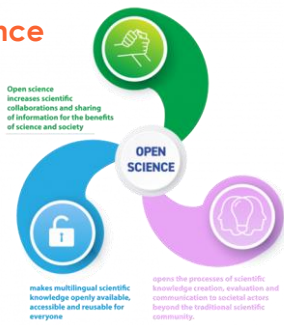 nce
Open science
increases scientific
collaborations and sharing
of information for the benefits
of science and society
OPEN
SCIENCE
makes multilingual scientific
knowledge openly available,
accessible and reusable for
everyone
opens the processes of scientific
knowledge creation, evaluation and
communication to societal actors
beyond the traditional scientific
community.